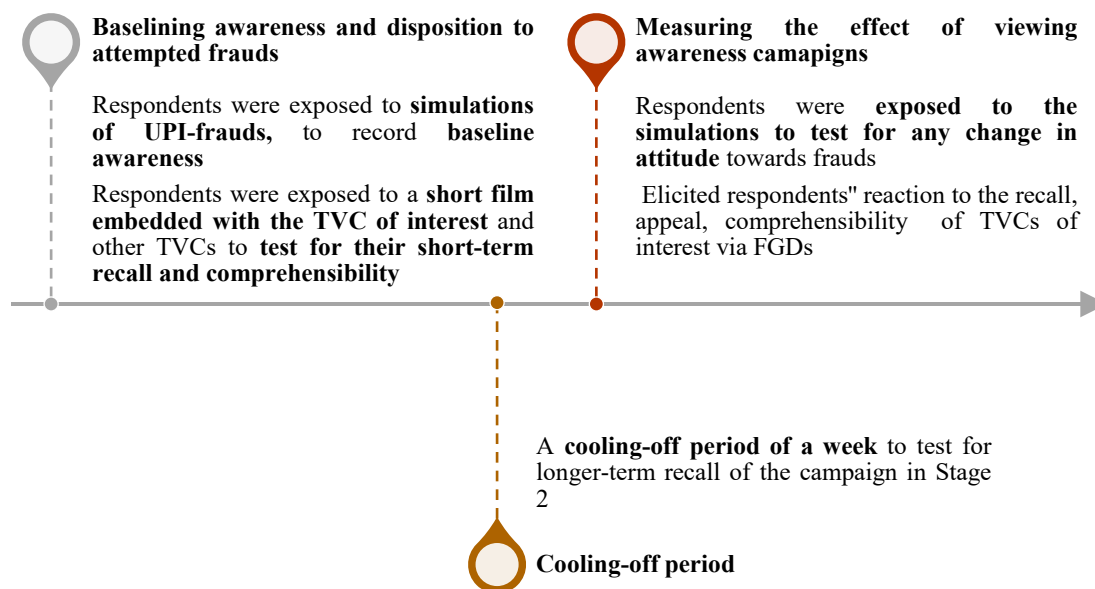 Baselining awareness and disposition to
attempted frauds
Respondents were exposed to simulations
of UPI-frauds, to record baseline
awareness
Respondents were exposed to a short film
embedded with the TVC of interest and
other TVCs to test for their short-term
recall and comprehensibility
Measuring the effect of viewing
awareness camapigns
Respondents were exposed to the
simulations to test for any change in
attitude towards frauds
Elicited respondents" reaction to the recall,
appeal, comprehensibility of TVCs of
interest via FGDs
A cooling-off period of a week to test for
longer-term recall of the campaign in Stage
2
Cooling-off period